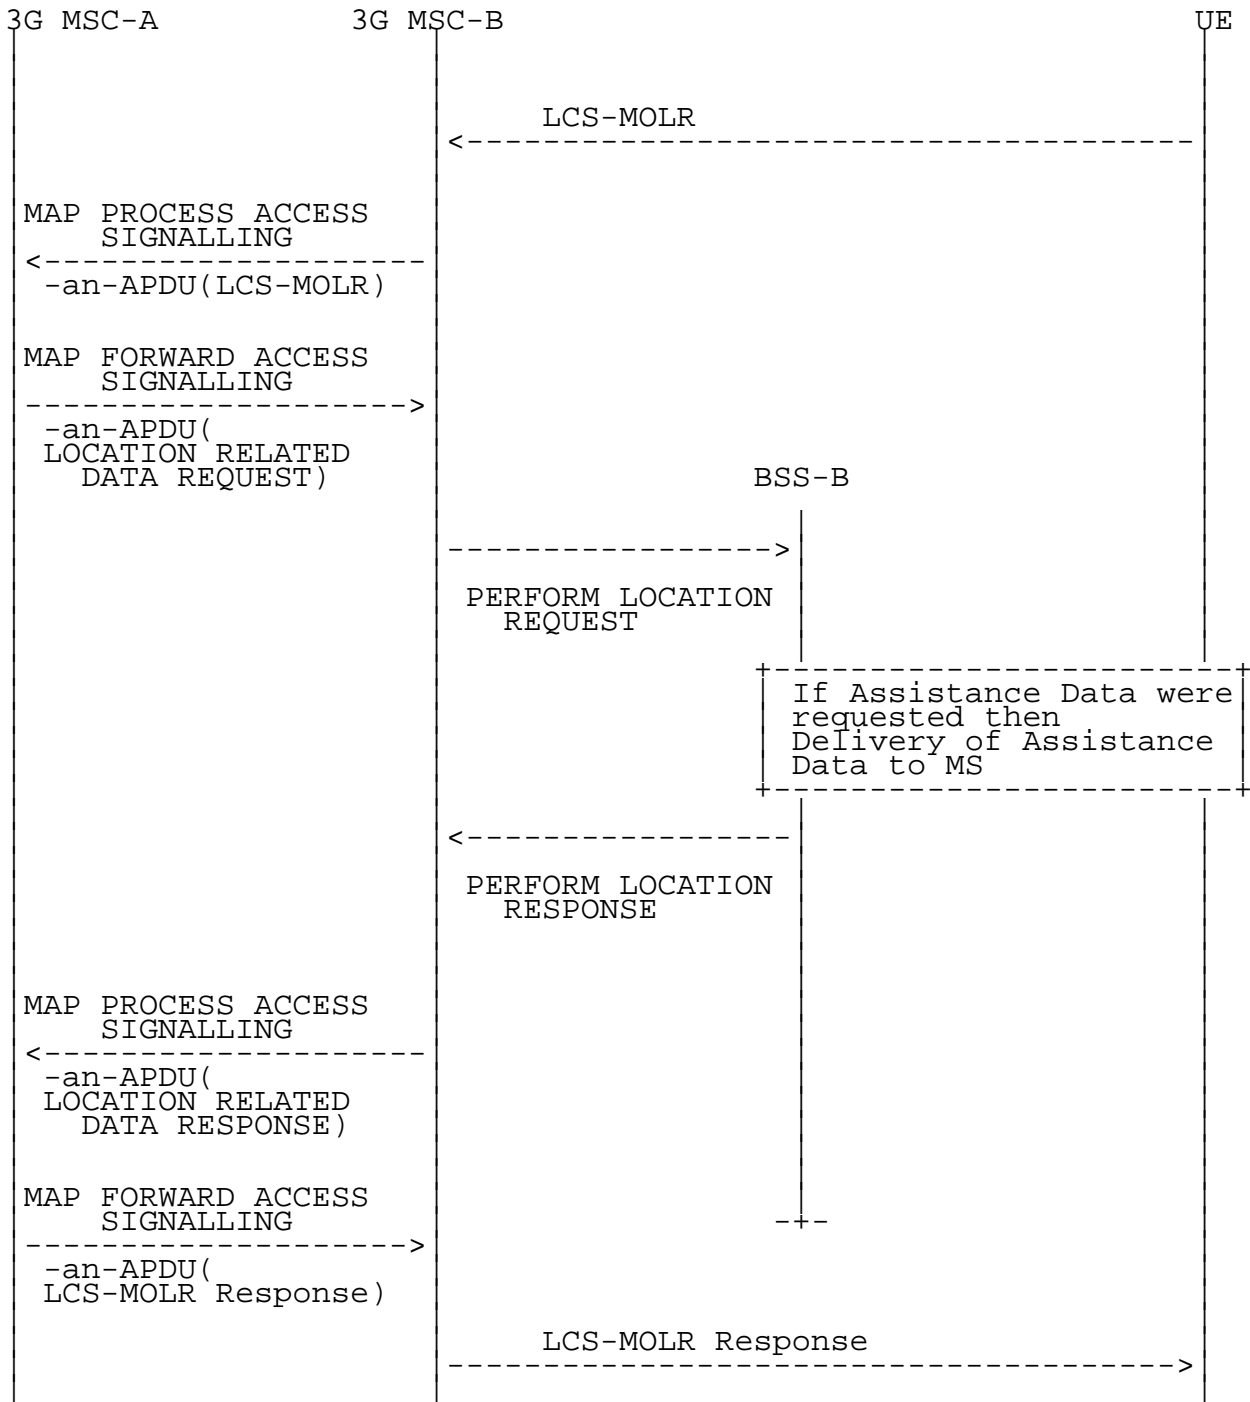 3G MSC-A 3G MSC-B UE
LCS-MOLR
MAP PROCESS ACCESS
SIGNALLING
-an-APDU(LCS-MOLR)
MAP FORWARD ACCESS
SIGNALLING
-an-APDU(
LOCATION RELATED
DATA REQUEST)
BSS-B
PERFORM LOCATION
REQUEST
If Assistance Data were
requested then
Delivery of Assistance
Data to MS
PERFORM LOCATION
RESPONSE
MAP PROCESS ACCESS
SIGNALLING
-an-APDU(
LOCATION RELATED
DATA RESPONSE)
MAP FORWARD ACCESS
SIGNALLING
-an-APDU(
LCS-MOLR Response)
LCS-MOLR Response